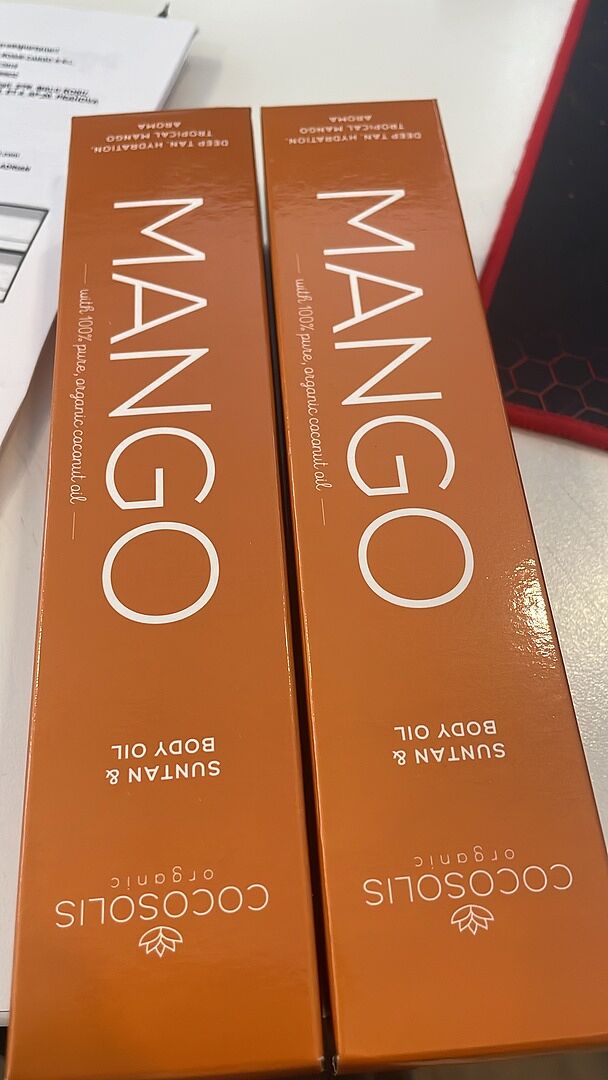 COCOSOLIS
organic
SUNTAN &
BODY OIL
MANGO
with 100% pure, organic coconut oil
DEEP TAN. HYDRATION.
TROPICAL MANGO
AROMA
COCOSOLIS
organic
SUNTAN &
BODY OIL
MANGO
with 100% pure, organic coconut oil
DEEP TAN. HYDRATION.
TROPICAL MANGO
AROMA